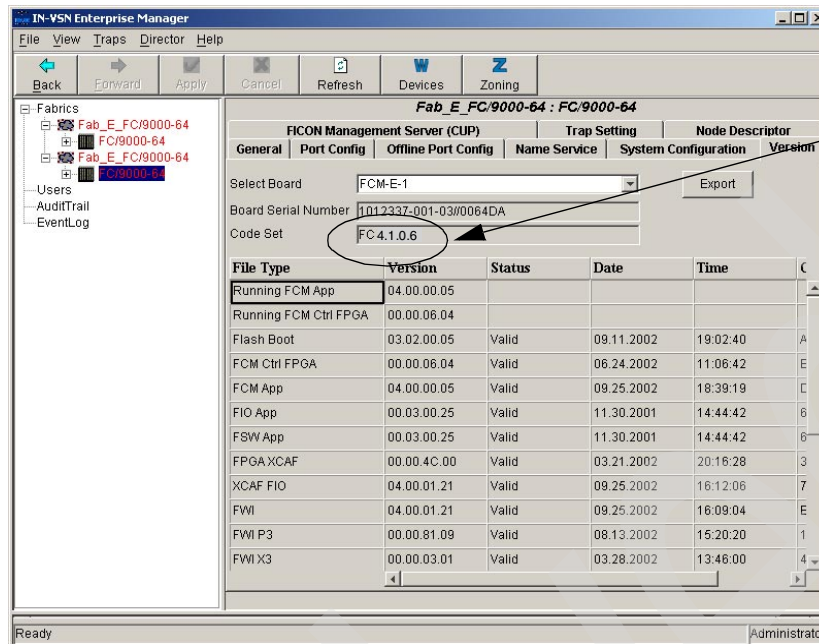 IN-VSN Enterprise Manager
File View Traps Director Help
Back Forward Apply Cancel Refresh Devices Zoning
Fabrics
Fab_E_FC/9000-64
FC/9000-64
Fab_E_FC/9000-64
FC/9000-64
Users
AuditTrail
EventLog
Fab_E_FC/9000-64 : FC/9000-64
FICON Management Server (CUP) Trap Setting Node Descriptor
General Port Config Offline Port Config Name Service System Configuration Version
Select Board FCM-E-1 Export
Board Serial Number 1012337-001-03//0064DA
Code Set FC 4.1.0.6
File Type Version Status Date Time
Running FCM App 04.00.00.05
Running FCM Ctrl FPGA 00.00.06.04
Flash Boot 03.02.00.05 Valid 09.11.2002 19:02:40 A
FCM Ctrl FPGA 00.00.06.04 Valid 06.24.2002 11:06:42 E
FCM App 04.00.00.05 Valid 09.25.2002 18:39:19
FIO App 00.03.00.25 Valid 11.30.2001 14:44:42 6
FSW App 00.03.00.25 Valid 11.30.2001 14:44:42 6
FPGA XCAF 00.00.4C.00 Valid 03.21.2002 20:16:28 3
XCAF FIO 04.00.01.21 Valid 09.25.2002 16:12:06 7
FWI 04.00.01.21 Valid 09.25.2002 16:09:04 E
FWI P3 00.00.81.09 Valid 08.13.2002 15:20:20 1
FWI X3 00.00.03.01 Valid 03.28.2002 13:46:00 4
Ready